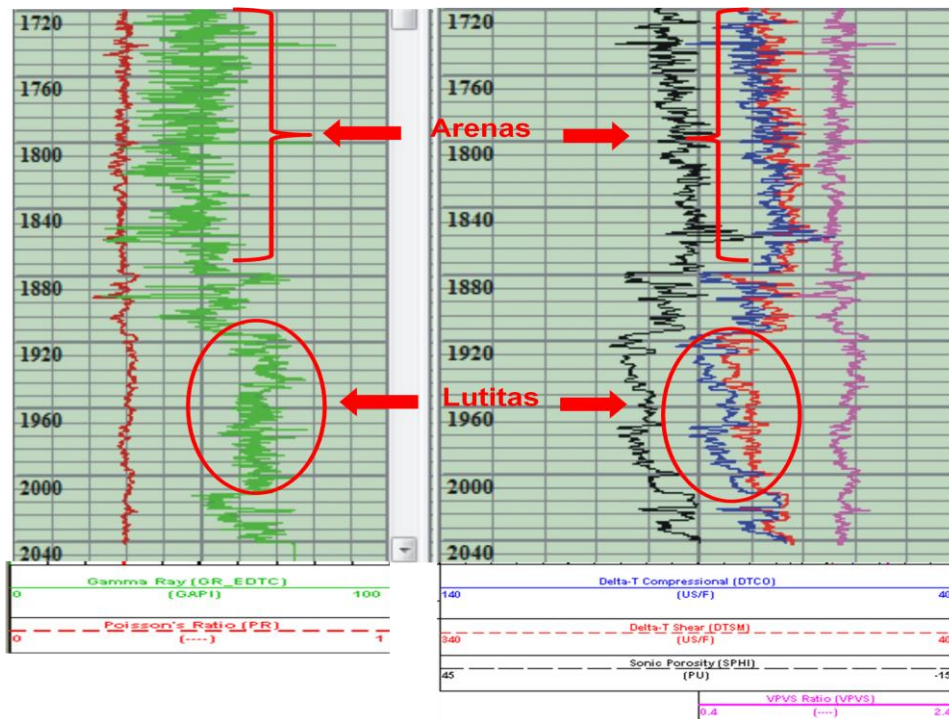 1720
1760
1800
1840
1880
1920
1960
2000
2040
1720
1760
1800
1840
1880
1920
1960
2000
2040
Arenas
Lutitas
Gamma Ray (GR_EDTC)
0 (GAPI) 100
Poisson's Ratio (PR)
0 (----) 1
Delta-T Compressional (DTCO)
140 (US/F) 40
Delta-T Shear (DTSM)
340 (US/F) 40
Sonic Porosity (SPHI)
45 (PU) -15
VPVS Ratio (VPVS)
0.4 (----) 2.4